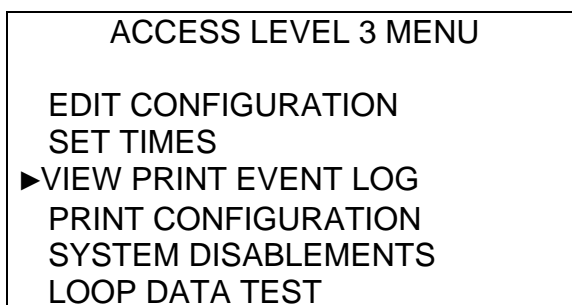 ACCESS LEVEL 3 MENU
EDIT CONFIGURATION
SET TIMES
►VIEW PRINT EVENT LOG
PRINT CONFIGURATION
SYSTEM DISABLEMENTS
LOOP DATA TEST